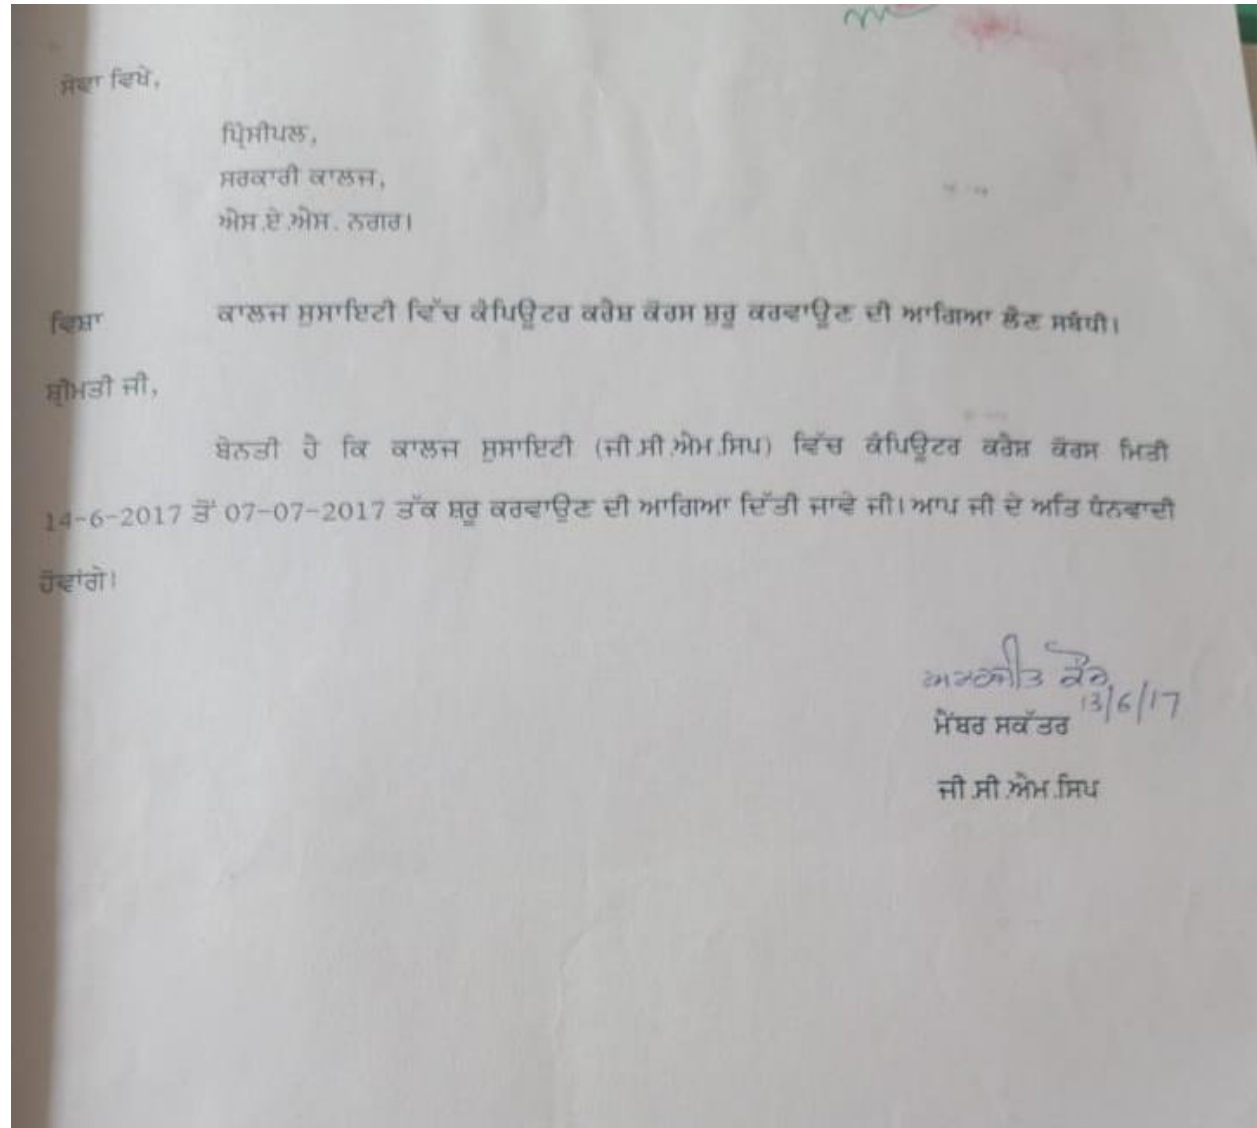 ਸੇਵਾ ਵਿਖੇ,
ਪ੍ਰਿੰਸੀਪਲ,
ਸਰਕਾਰੀ ਕਾਲਜ,
ਐਸ.ਏ.ਐਸ. ਨਗਰ।
ਵਿਸ਼ਾ ਕਾਲਜ ਸੁਸਾਇਟੀ ਵਿੱਚ ਕੰਪਿਊਟਰ ਕਰੈਸ਼ ਕੋਰਸ ਸ਼ੁਰੂ ਕਰਵਾਉਣ ਦੀ ਆਗਿਆ ਲੈਣ ਸਬੰਧੀ।
ਸ਼੍ਰੀਮਤੀ ਜੀ,
ਬੇਨਤੀ ਹੈ ਕਿ ਕਾਲਜ ਸੁਸਾਇਟੀ (ਜੀ.ਸੀ.ਐਮ.ਸਿਪ) ਵਿੱਚ ਕੰਪਿਊਟਰ ਕਰੈਸ਼ ਕੋਰਸ ਮਿਤੀ
14-6-2017 ਤੋਂ 07-07-2017 ਤੱਕ ਸ਼ੁਰੂ ਕਰਵਾਉਣ ਦੀ ਆਗਿਆ ਦਿੱਤੀ ਜਾਵੇ ਜੀ। ਆਪ ਜੀ ਦੇ ਅਤਿ ਧੰਨਵਾਦੀ
ਹੋਵਾਂਗੇ।
ਕੌਰ
13/6/17
ਮੈਂਬਰ ਸਕੱਤਰ
ਜੀ.ਸੀ.ਐਮ.ਸਿਪ